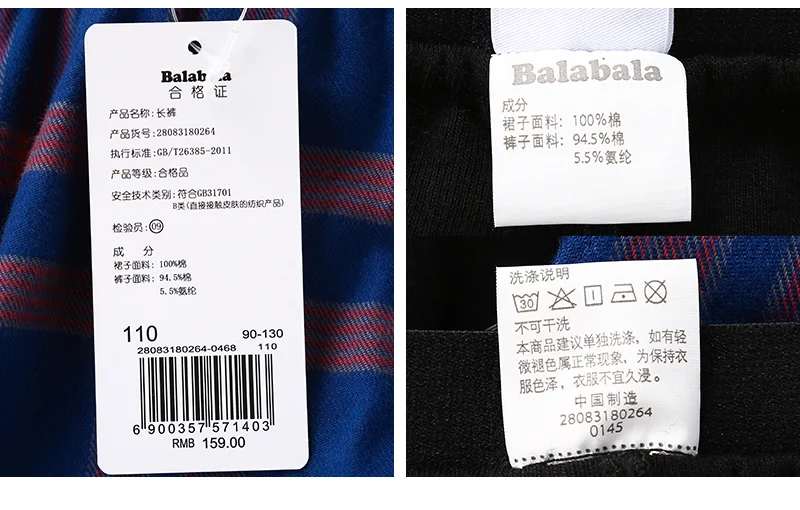 Balabala
合格证
产品名称:长裤
产品货号:28083180264
执行标准:GB/T26385-2011
产品等级:合格品
安全技术类别:符合GB31701
B类(直接接触皮肤的纺织产品)
检验员:09
成 分
裙子面料:100%棉
裤子面料:94.5%棉
5.5%氨纶
110 90-130
28083180264-0468 110
6 900357 571403
RMB 159.00
Balabala
成分
裙子面料:100%棉
裤子面料:94.5%棉
5.5%氨纶
洗涤说明
30
不可干洗
本商品建议单独洗涤，如有轻
微褪色属正常现象，为保持衣
服色泽，衣服不宜久浸。
中国制造
28083180264
0145